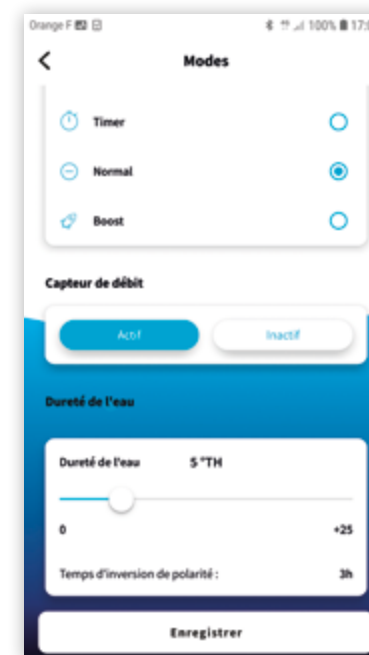 Orange F 100% 17:
Modes
Timer
Normal
Boost
Capteur de débit
Actif Inactif
Dureté de l'eau
Dureté de l'eau 5 °TH
0 +25
Temps d'inversion de polarité : 3h
Enregistrer